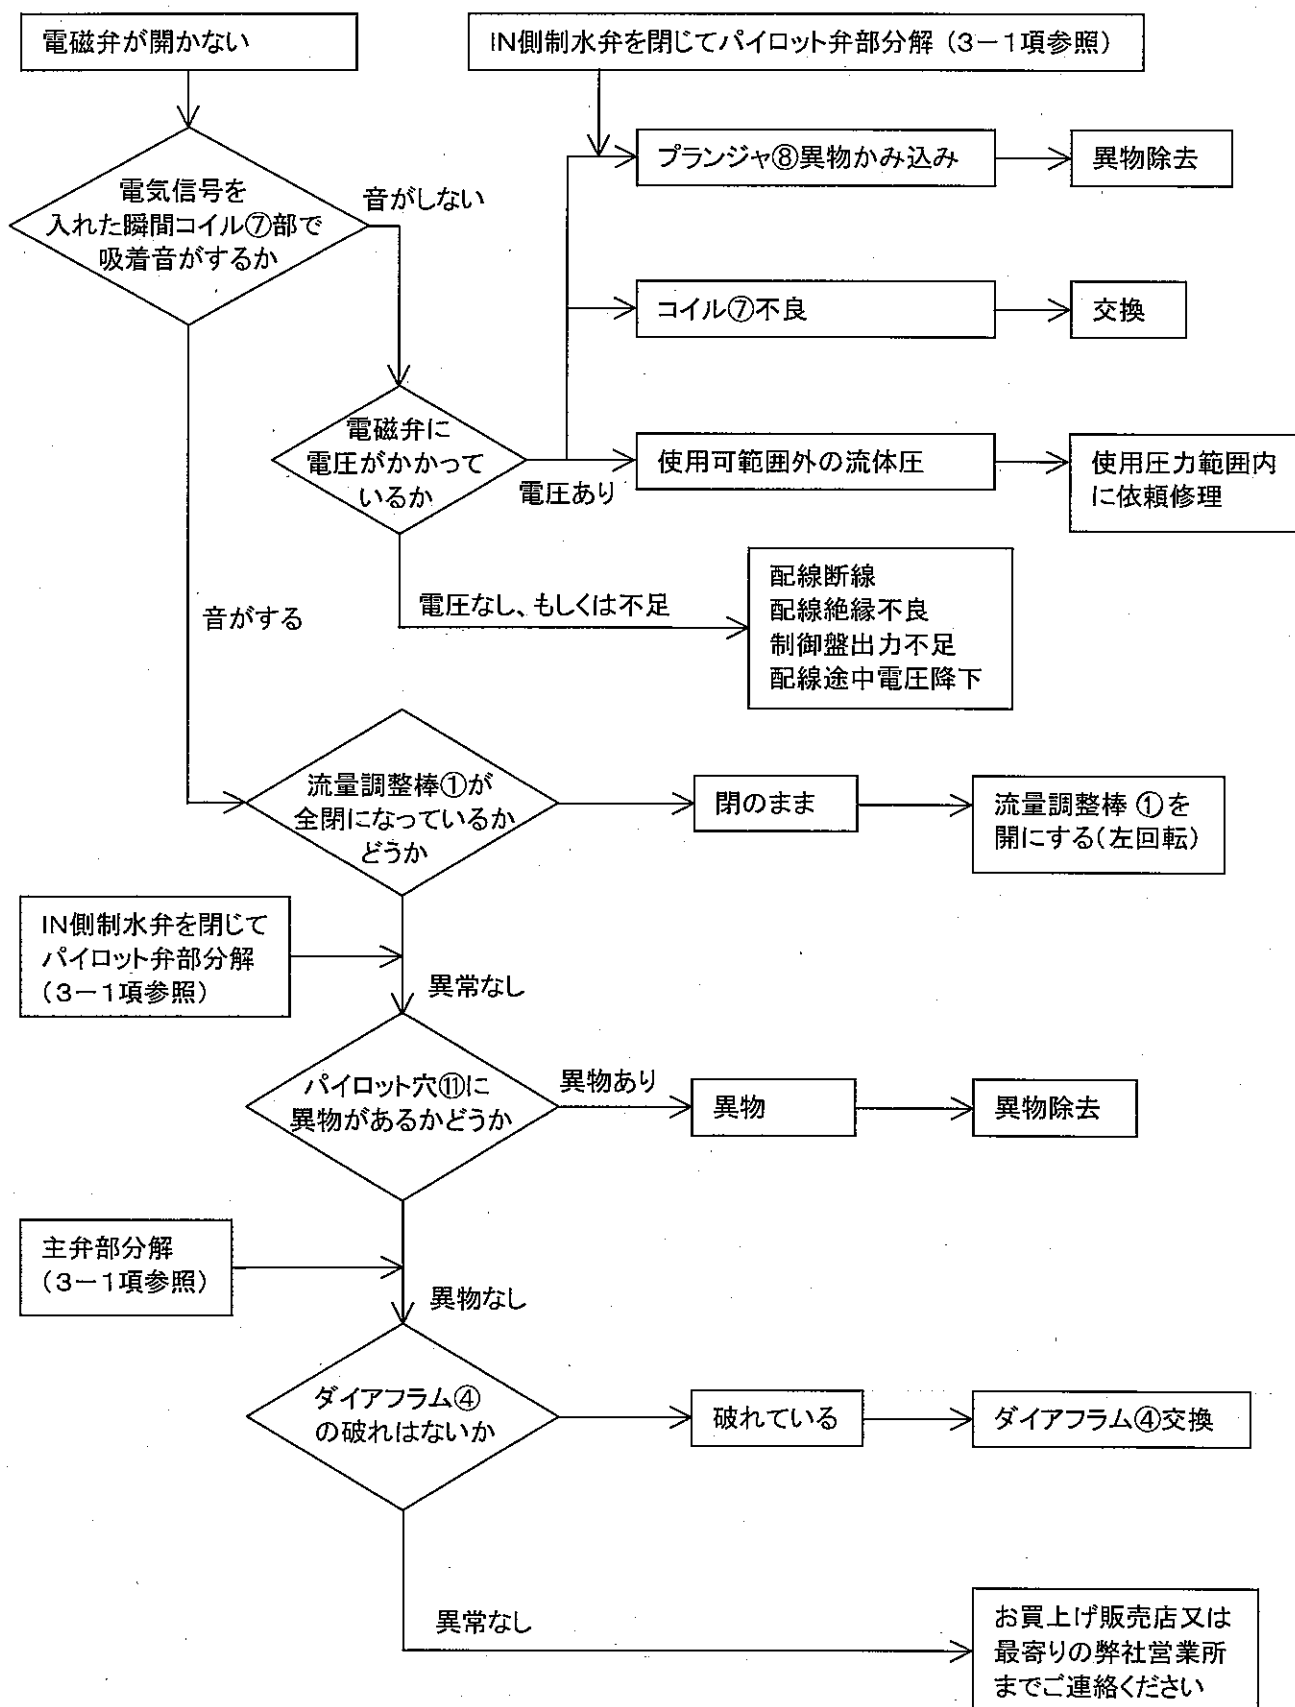 電磁弁が開かない
IN側制水弁を閉じてパイロット弁部分解（3－1項参照）
電気信号を
入れた瞬間コイル⑦部で
吸着音がするか
音がしない
プランジャ⑧異物かみ込み
異物除去
コイル⑦不良
交換
電磁弁に
電圧がかかって
いるか
電圧あり
使用可範囲外の流体圧
使用圧力範囲内
に依頼修理
電圧なし、もしくは不足
配線断線
配線絶縁不良
制御盤出力不足
配線途中電圧降下
音がする
流量調整棒①が
全閉になっているか
どうか
閉のまま
流量調整棒①を
開にする（左回転）
IN側制水弁を閉じて
パイロット弁部分解
（3－1項参照）
異常なし
パイロット穴⑪に
異物があるかどうか
異物あり
異物
異物除去
主弁部分解
（3－1項参照）
異物なし
ダイアフラム④
の破れはないか
破れている
ダイアフラム④交換
異常なし
お買上げ販売店又は
最寄りの弊社営業所
までご連絡ください